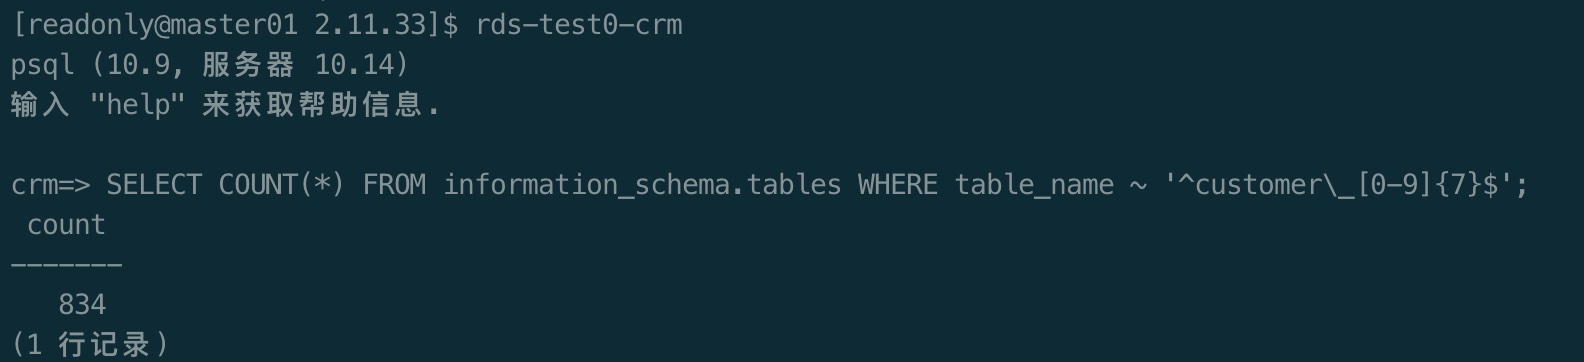 [readonly@master01 2.11.33]$ rds-test0-crm
psql (10.9, 服务器 10.14)
输入 "help" 来获取帮助信息.
crm=> SELECT COUNT(*) FROM information_schema.tables WHERE table_name ~ '^customer\_[0-9]{7}$';
count
-------
834
(1 行记录)